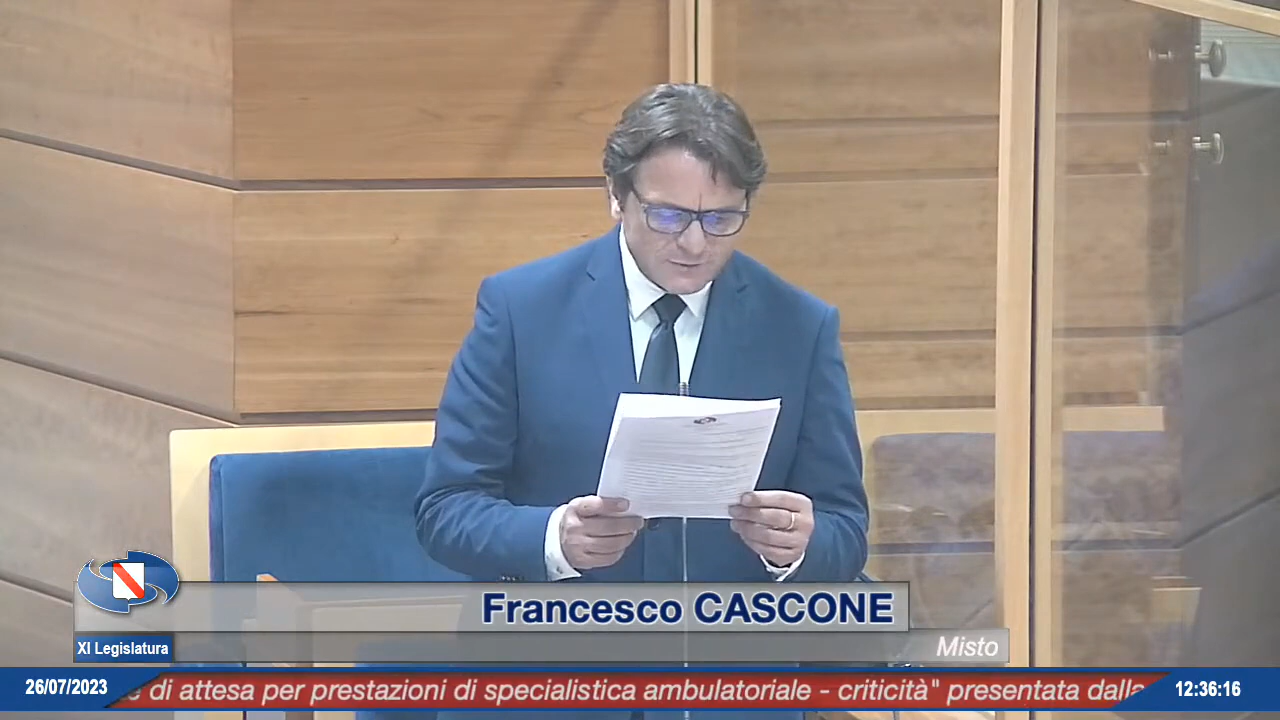 Francesco CASCONE
XI Legislatura
Misto
26/07/2023
di attesa per prestazioni di specialistica ambulatoriale - criticità" presentata dalla
12:36:16